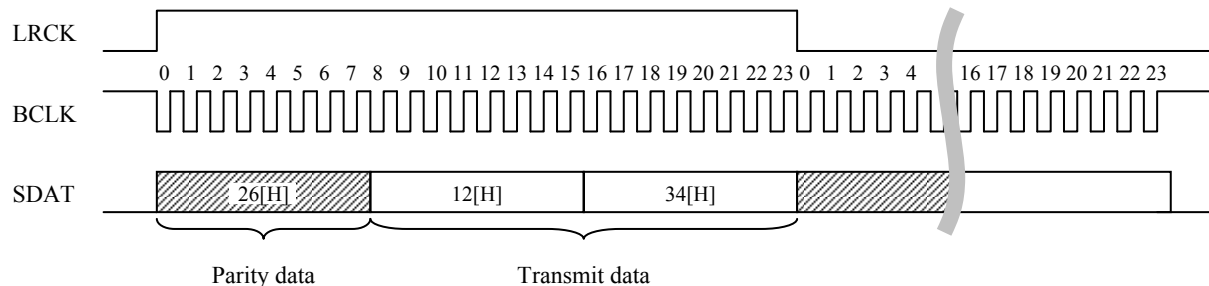 LRCK
0 1 2 3 4 5 6 7 8 9 10 11 12 13 14 15 16 17 18 19 20 21 22 23 0 1 2 3 4 16 17 18 19 20 21 22 23
BCLK
SDAT 26[H] 12[H] 34[H]
Parity data Transmit data